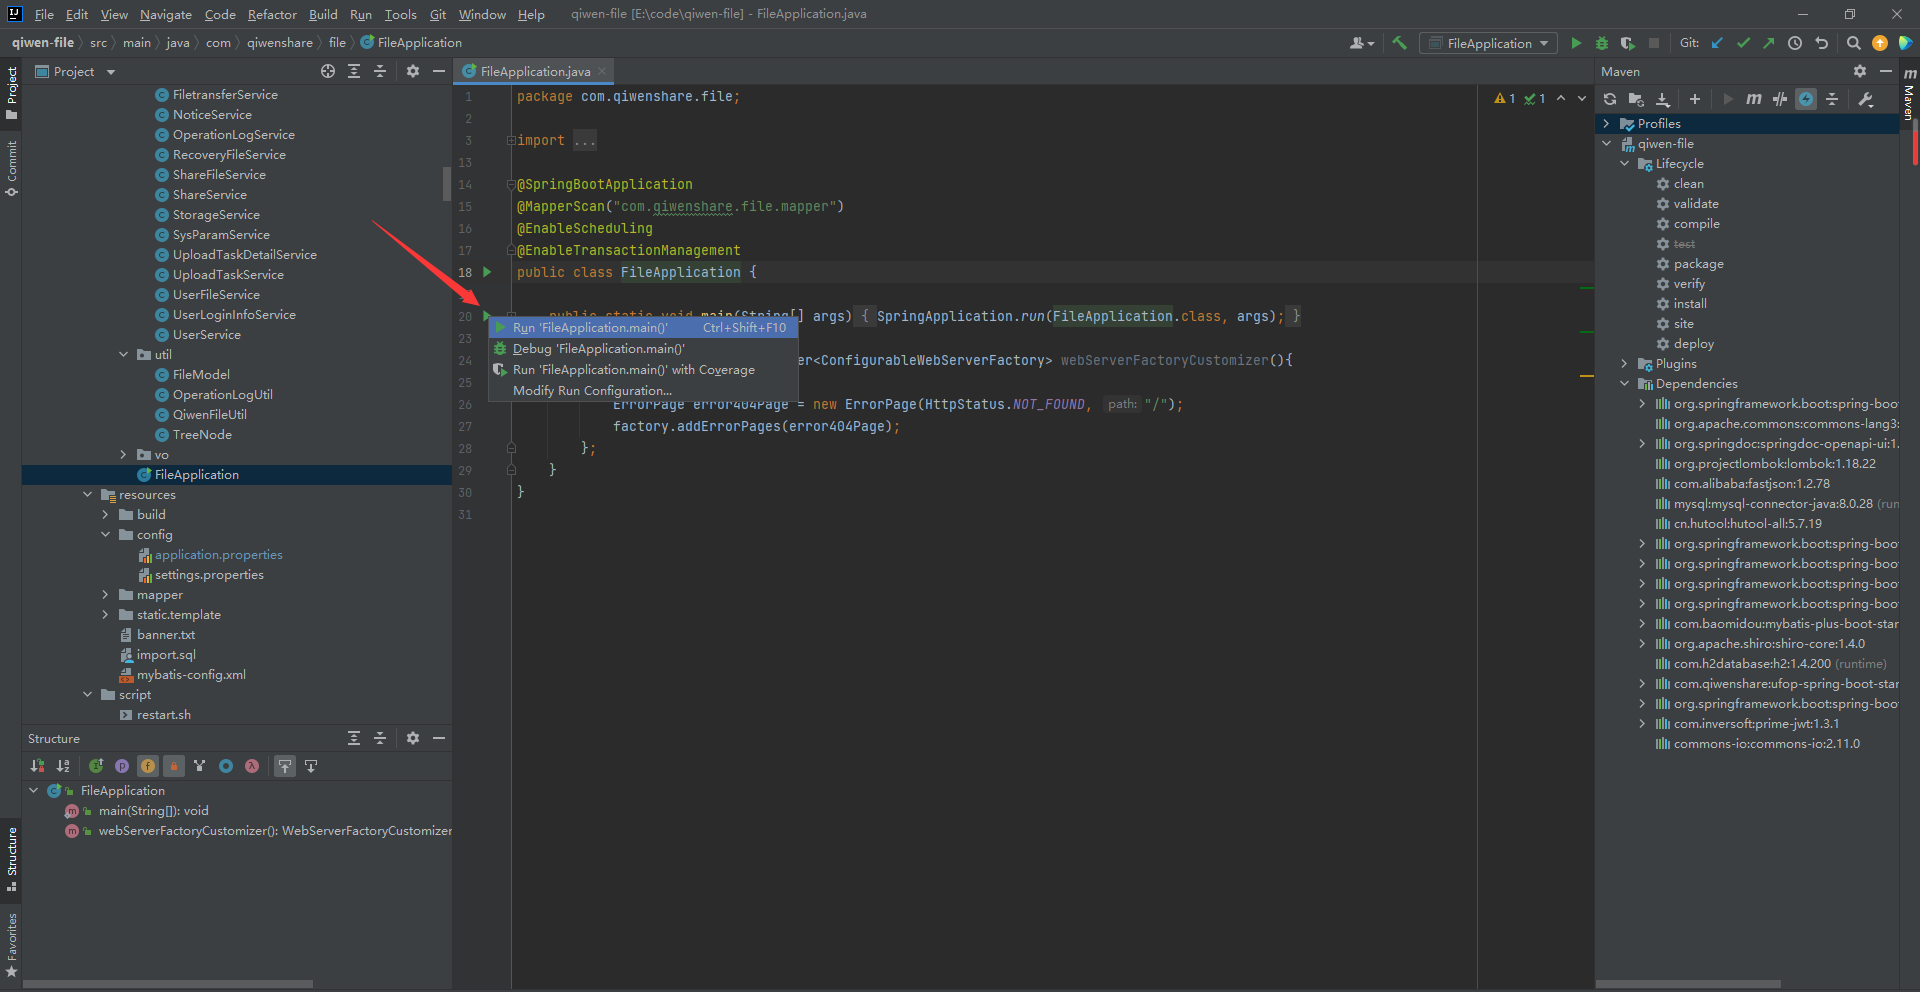 File Edit View Navigate Code Refactor Build Run Tools Git Window Help qiwen-file [E:\code\qiwen-file] - FileApplication.java
qiwen-file src main java com qiwenshare file FileApplication
FileApplication Git:
Project
FiletransferService
NoticeService
OperationLogService
RecoveryFileService
ShareFileService
ShareService
StorageService
SysParamService
UploadTaskDetailService
UploadTaskService
UserFileService
UserLoginInfoService
UserService
util
FileModel
OperationLogUtil
QiwenFileUtil
TreeNode
vo
FileApplication
resources
build
config
application.properties
settings.properties
mapper
static.template
banner.txt
import.sql
mybatis-config.xml
script
restart.sh
Structure
FileApplication
main(String[]): void
webServerFactoryCustomizer(): WebServerFactoryCustomizer
Project
Commit
Structure
Favorites
FileApplication.java
1 package com.qiwenshare.file;
2
3 import ...
13
14 @SpringBootApplication
15 @MapperScan("com.qiwenshare.file.mapper")
16 @EnableScheduling
17 @EnableTransactionManagement
18 public class FileApplication {
20 public static void main(String[] args) { SpringApplication.run(FileApplication.class, args); }
23
24 er<ConfigurableWebServerFactory> webServerFactoryCustomizer(){
25
26 ErrorPage error404Page = new ErrorPage(HttpStatus.NOT_FOUND, path: "/");
27 factory.addErrorPages(error404Page);
28 };
29 }
30 }
31
1 1
Run 'FileApplication.main()' Ctrl+Shift+F10
Debug 'FileApplication.main()'
Run 'FileApplication.main()' with Coverage
Modify Run Configuration...
Maven
Profiles
qiwen-file
Lifecycle
clean
validate
compile
test
package
verify
install
site
deploy
Plugins
Dependencies
org.springframework.boot:spring-boo
org.apache.commons:commons-lang3:
org.springdoc:springdoc-openapi-ui:1.
org.projectlombok:lombok:1.18.22
com.alibaba:fastjson:1.2.78
mysql:mysql-connector-java:8.0.28 (run
cn.hutool:hutool-all:5.7.19
org.springframework.boot:spring-boo
org.springframework.boot:spring-boo
org.springframework.boot:spring-boo
org.springframework.boot:spring-boo
com.baomidou:mybatis-plus-boot-star
org.apache.shiro:shiro-core:1.4.0
com.h2database:h2:1.4.200 (runtime)
com.qiwenshare:ufop-spring-boot-star
org.springframework.boot:spring-boo
com.inversoft:prime-jwt:1.3.1
commons-io:commons-io:2.11.0
Maven